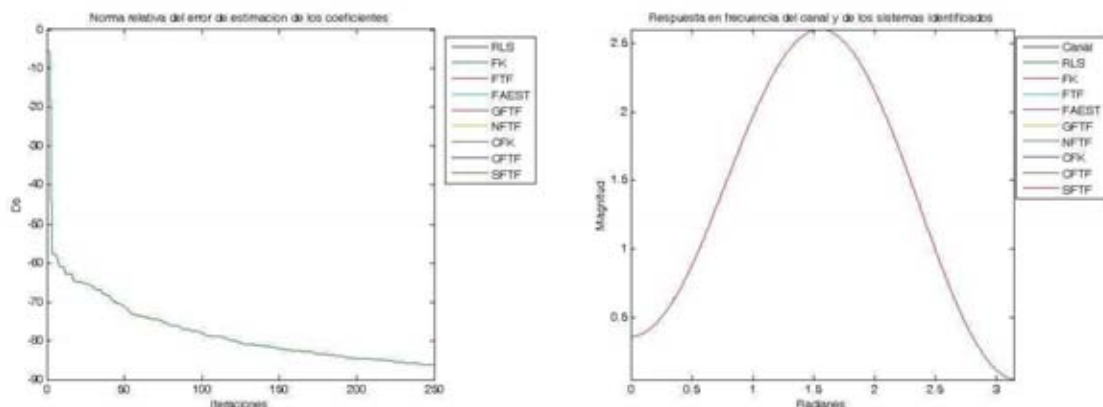 Norma relativa del error de estimacion de los coeficientes
0
-10
-20
-30
-40
-50
-60
-70
-80
-90
Db
0
50
100
150
200
250
Iteraciones
RLS
FK
FTF
FAEST
GFTF
NFTF
CFK
CFTF
SFTF
Respuesta en frecuencia del canal y de los sistemas identificados
2.5
2
1.5
1
0.5
Magnitud
0
0.5
1
1.5
2
2.5
3
Radianes
Canal
RLS
FK
FTF
FAEST
GFTF
NFTF
CFK
CFTF
SFTF